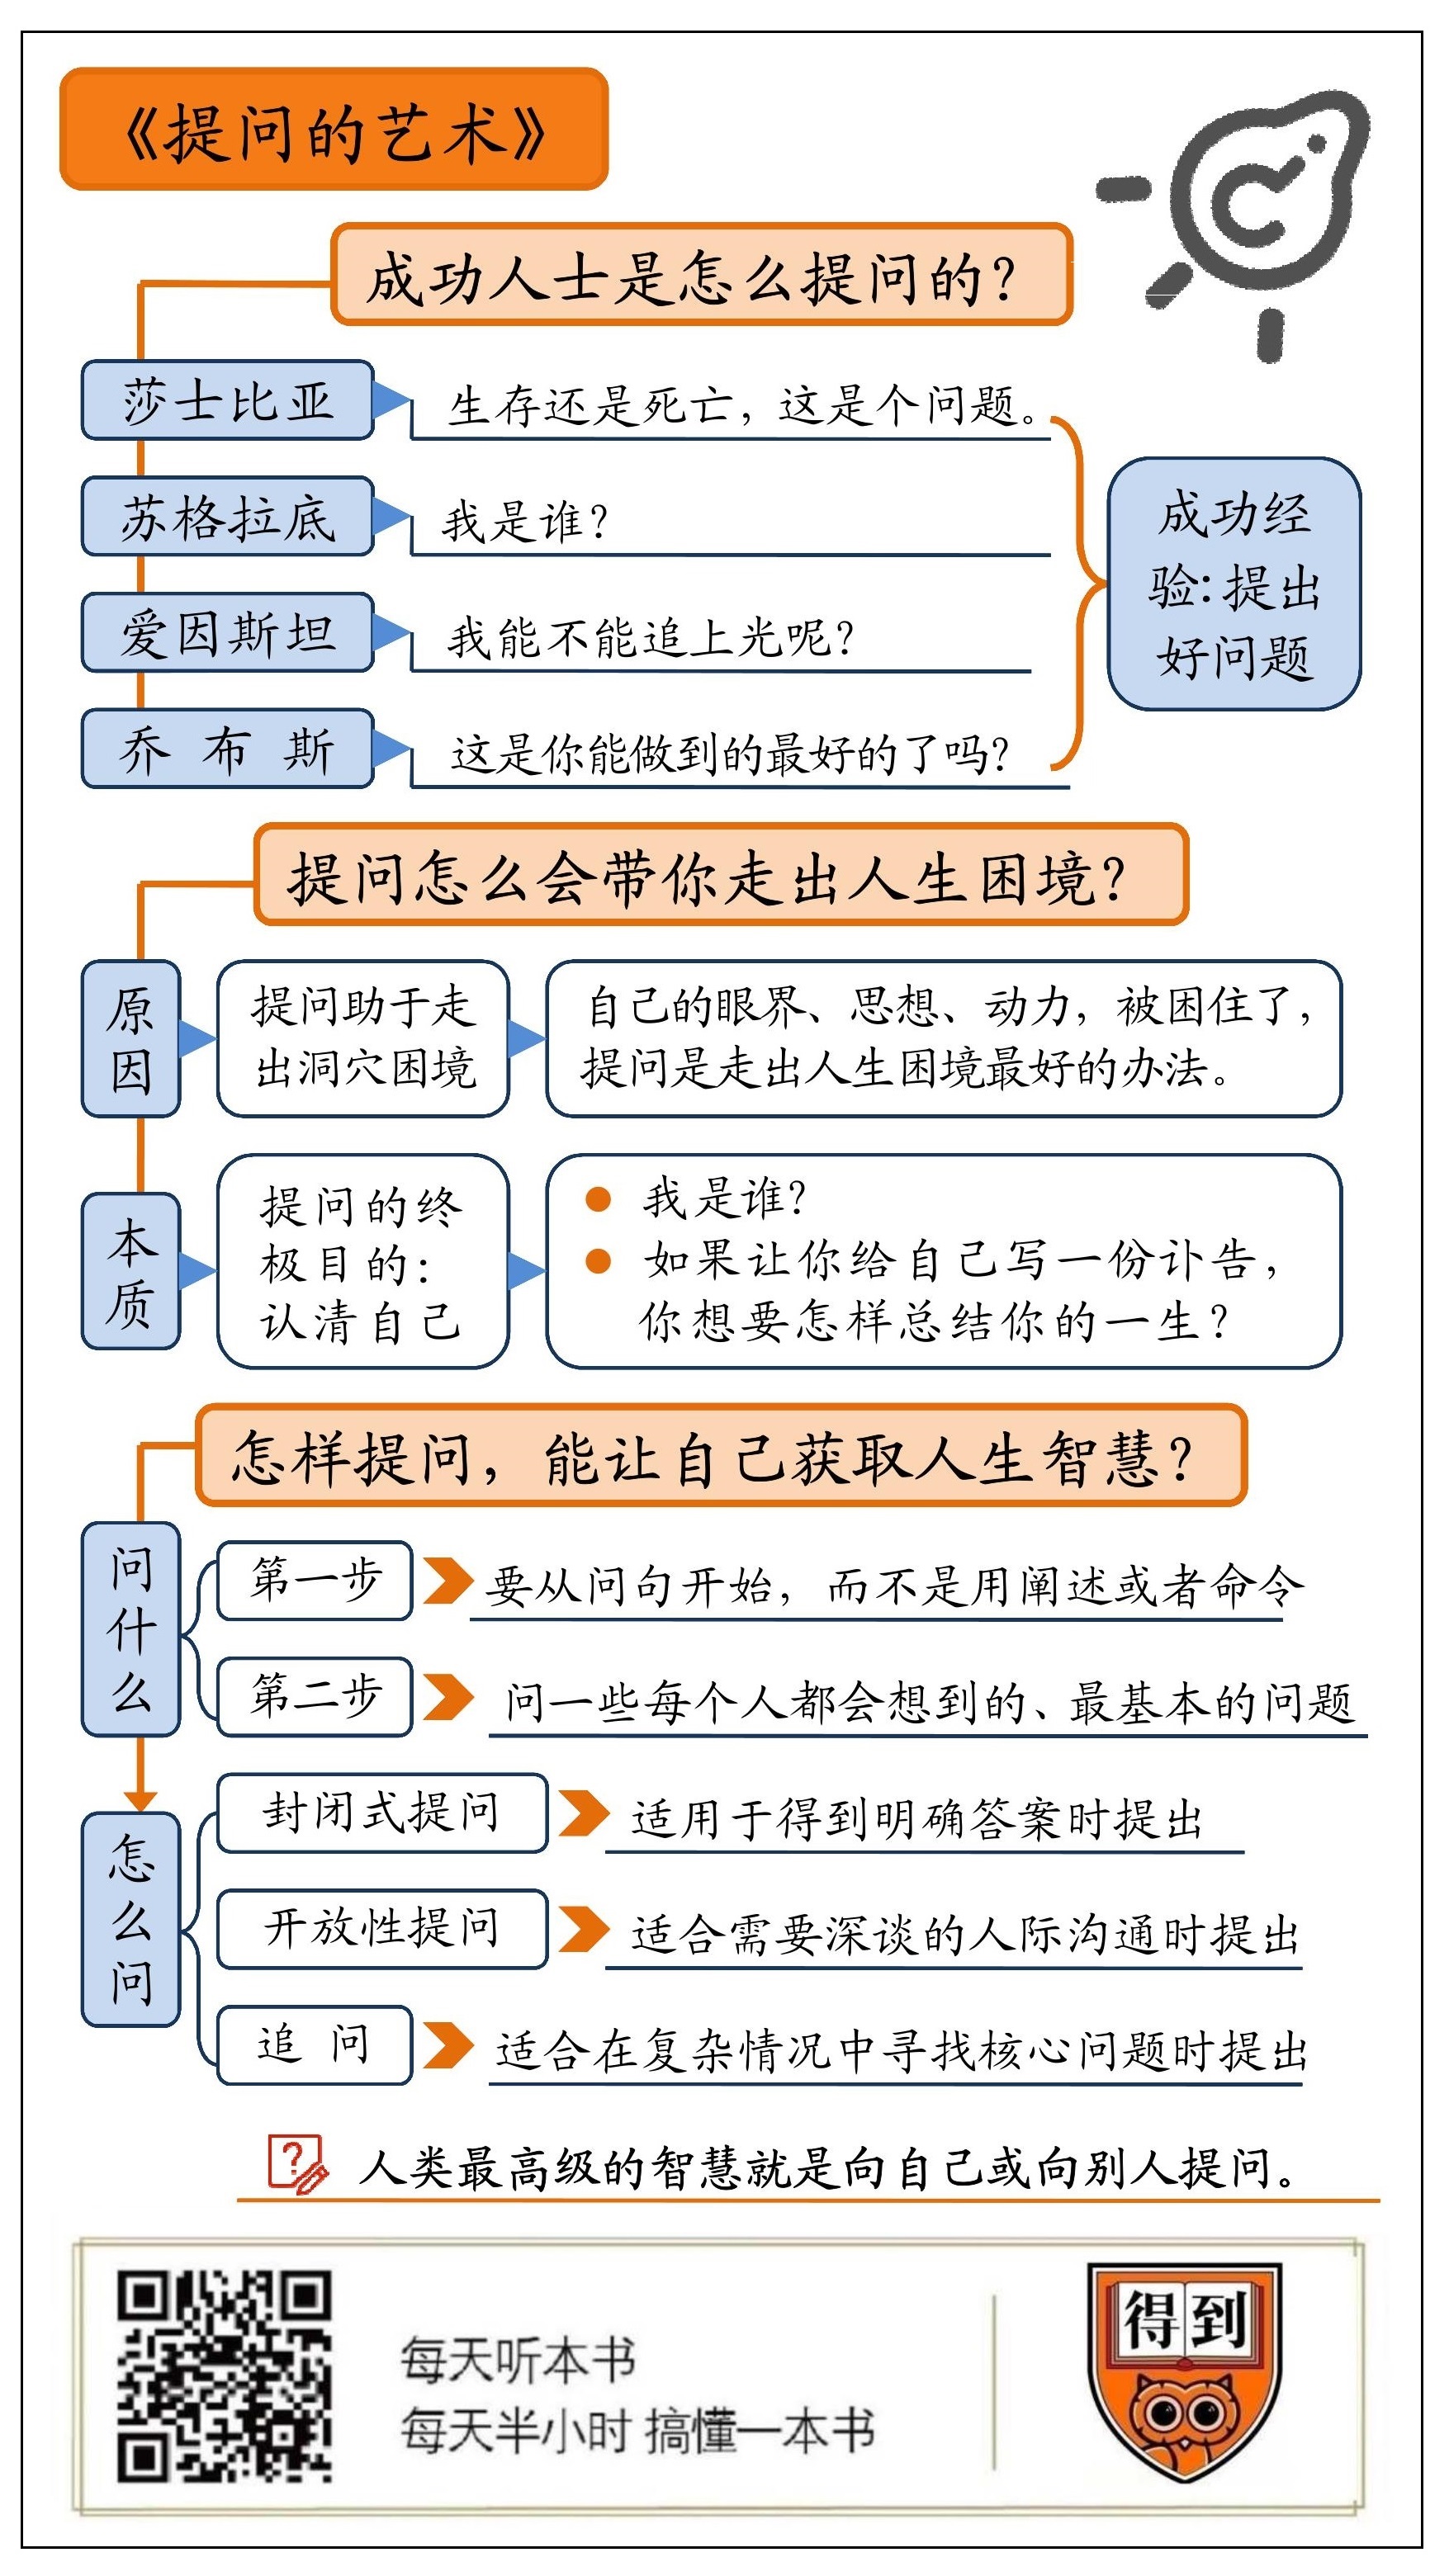 《提问的艺术》
成功人士是怎么提问的?
莎士比亚
生存还是死亡，这是个问题。
苏格拉底
我是谁?
爱因斯坦
我能不能追上光呢?
乔布斯
这是你能做到的最好的了吗?
成功经
验:提出
好问题
提问怎么会带你走出人生困境?
原
因
提问助于走
出洞穴困境
自己的眼界、思想、动力，被困住了，
提问是走出人生困境最好的办法。
本
质
提问的终
极目的:
认清自己
我是谁?
如果让你给自己写一份讣告，
你想要怎样总结你的一生?
怎样提问，能让自己获取人生智慧?
问
什
么
第一步
要从问句开始，而不是用阐述或者命令
第二步
问一些每个人都会想到的、最基本的问题
怎
么
问
封闭式提问
适用于得到明确答案时提出
开放性提问
适合需要深谈的人际沟通时提出
追 问
适合在复杂情况中寻找核心问题时提出
?
人类最高级的智慧就是向自己或向别人提问。
每天听本书
每天半小时 搞懂一本书
得到